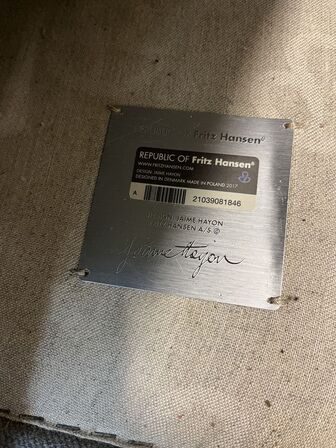 Fritz Hansen®
REPUBLIC OF Fritz Hansen®
WWW.FRITZHANSEN.COM
DESIGN: JAIME HAYON
DESIGNED IN DENMARK MADE IN POLAND 2017
A
21039081846
DESIGN: JAIME HAYON
FRITZ HANSEN A/S ©
Jaime Hayon